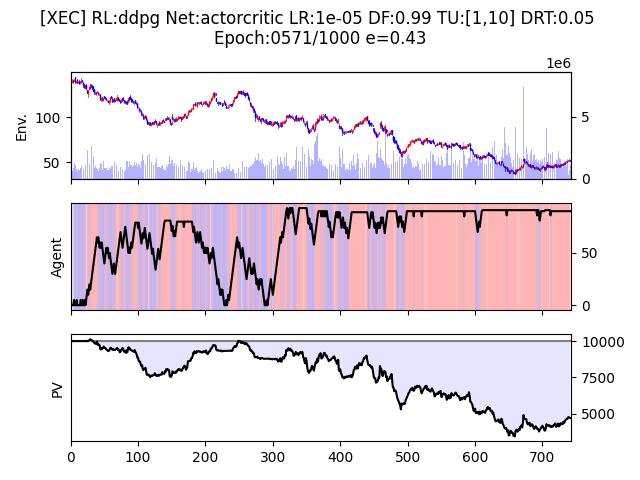 [XEC] RL:ddpg Net:actorcritic LR:1e-05 DF:0.99 TU:[1,10] DRT:0.05
Epoch:0571/1000 e=0.43
1e6
Env.
100
50
5
0
Agent
50
0
PV
10000
7500
5000
0 100 200 300 400 500 600 700